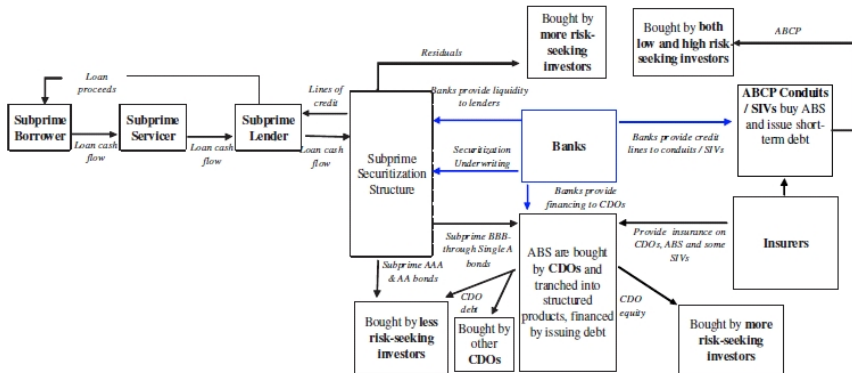 Bought by
more risk-
seeking
investors
Bought by both
low and high risk-
seeking investors
ABCP
Residuals
Loan
proceeds
Lines of
credit
Banks provide liquidity
to lenders
ABCP Conduits
/ SIVs buy ABS
and issue short-
term debt
Subprime
Borrower
Subprime
Servicer
Subprime
Lender
Loan cash
flow
Loan cash
flow
Loan cash
flow
Subprime
Securitization
Structure
Securitization
Underwriting
Banks
Banks provide credit
lines to conduits / SIVs
Bamks provide
financing to CDOs
Subprime BBB-
through Single A
bonds
ABS are bought
by CDOs and
tranched into
structured
products, financed
by issuing debt
Provide insurance on
CDOs, ABS and some
SIVs
Insurers
Subprime AAA
& AA bonds
CDO
debt
CDO
equity
Bought by less
risk-seeking
investors
Bought by
other
CDOs
Bought by more
risk-seeking
investors